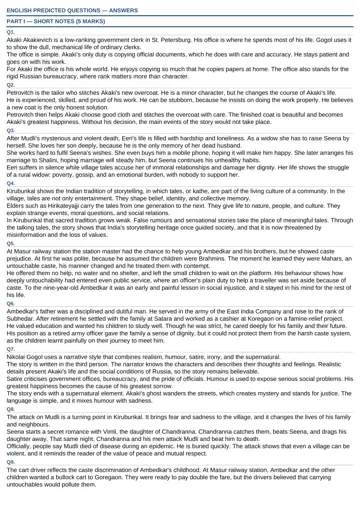 ENGLISH PREDICTED QUESTIONS — ANSWERS
PART I — SHORT NOTES (5 MARKS)
Q1.
Akaki Akakievich is a low-ranking government clerk in St. Petersburg. His office is where he spends most of his life. Gogol uses it
to show the dull, mechanical life of ordinary clerks.
The office is simple. Akaki's only duty is copying official documents, which he does with care and accuracy. He stays patient and
goes on with his work.
For Akaki the office is his whole world. He enjoys copying so much that he copies papers at home. The office also stands for the
rigid Russian bureaucracy, where rank matters more than character.
Q2.
Petrovitch is the tailor who stitches Akaki's new overcoat. He is a minor character, but he changes the course of Akaki's life.
He is experienced, skilled, and proud of his work. He can be stubborn, because he insists on doing the work properly. He believes
a new coat is the only honest solution.
Petrovitch then helps Akaki choose good cloth and stitches the overcoat with care. The finished coat is beautiful and becomes
Akaki's greatest happiness. Without his decision, the main events of the story would not take place.
Q3.
After Mudli's mysterious and violent death, Eeri's life is filled with hardship and loneliness. As a widow she has to raise Seena by
herself. She loves her son deeply, because he is the only memory of her dead husband.
She works hard to fulfil Seena's wishes. She even buys him a mobile phone, hoping it will make him happy. She later arranges his
marriage to Shalini, hoping marriage will steady him, but Seena continues his unhealthy habits.
Eeri suffers in silence while village tales accuse her of immoral relationships and damage her dignity. Her life shows the struggle
of a rural widow: poverty, gossip, and an emotional burden, with nobody to support her.
Q4.
Kirubunkal shows the Indian tradition of storytelling, in which tales, or kathe, are part of the living culture of a community. In the
village, tales are not only entertainment. They shape belief, identity, and collective memory.
Elders such as Hirikateyajji carry the tales from one generation to the next. They give life to nature, people, and culture. They
explain strange events, moral questions, and social relations.
In Kirubunkal that sacred tradition grows weak. False rumours and sensational stories take the place of meaningful tales. Through
the talking tales, the story shows that India's storytelling heritage once guided society, and that it is now threatened by
misinformation and the loss of values.
Q5.
At Masur railway station the station master had the chance to help young Ambedkar and his brothers, but he showed caste
prejudice. At first he was polite, because he assumed the children were Brahmins. The moment he learned they were Mahars, an
untouchable caste, his manner changed and he treated them with contempt.
He offered them no help, no water and no shelter, and left the small children to wait on the platform. His behaviour shows how
deeply untouchability had entered even public service, where an officer's plain duty to help a traveller was set aside because of
caste. To the nine-year-old Ambedkar it was an early and painful lesson in social injustice, and it stayed in his mind for the rest of
his life.
Q6.
Ambedkar's father was a disciplined and dutiful man. He served in the army of the East India Company and rose to the rank of
Subhedar. After retirement he settled with the family at Satara and worked as a cashier at Koregaon on a famine-relief project.
He valued education and wanted his children to study well. Though he was strict, he cared deeply for his family and their future.
His position as a retired army officer gave the family a sense of dignity, but it could not protect them from the harsh caste system,
as the children learnt painfully on their journey to meet him.
Q7.
Nikolai Gogol uses a narrative style that combines realism, humour, satire, irony, and the supernatural.
The story is written in the third person. The narrator knows the characters and describes their thoughts and feelings. Realistic
details present Akaki's life and the social conditions of Russia, so the story remains believable.
Satire criticises government offices, bureaucracy, and the pride of officials. Humour is used to expose serious social problems. His
greatest happiness becomes the cause of his greatest sorrow.
The story ends with a supernatural element. Akaki's ghost wanders the streets, which creates mystery and stands for justice. The
language is simple, and it mixes humour with sadness.
Q8.
The attack on Mudli is a turning point in Kirubunkal. It brings fear and sadness to the village, and it changes the lives of his family
and neighbours.
Seena starts a secret romance with Vimli, the daughter of Chandranna. Chandranna catches them, beats Seena, and drags his
daughter away. That same night, Chandranna and his men attack Mudli and beat him to death.
Officially, people say Mudli died of disease during an epidemic. He is buried quickly. The attack shows that even a village can be
violent, and it reminds the reader of the value of peace and mutual respect.
Q9.
The cart driver reflects the caste discrimination of Ambedkar's childhood. At Masur railway station, Ambedkar and the other
children wanted a bullock cart to Goregaon. They were ready to pay double the fare, but the drivers believed that carrying
untouchables would pollute them.